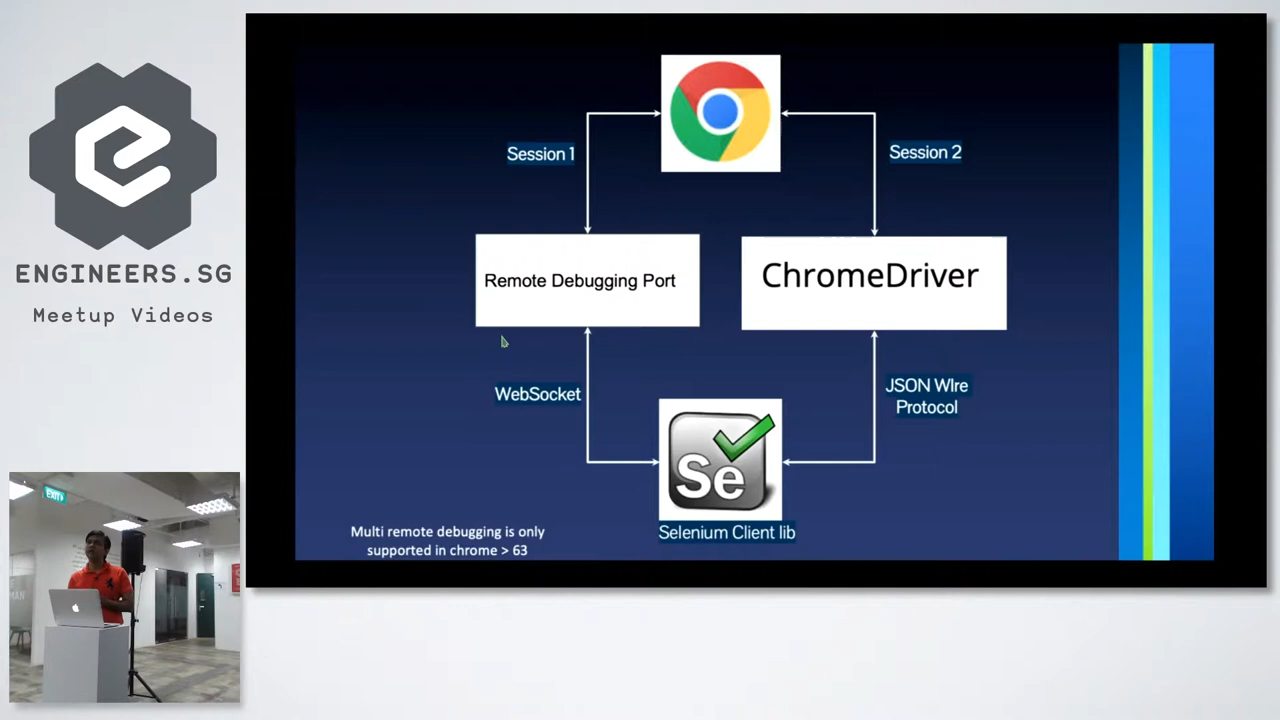 ENGINEERS.SG
Meetup Videos
Session 1
Session 2
Remote Debugging Port
ChromeDriver
WebSocket
JSON WIre
Protocol
Se
Selenium Client lib
Multi remote debugging is only
supported in chrome > 63
EXIT
MAN